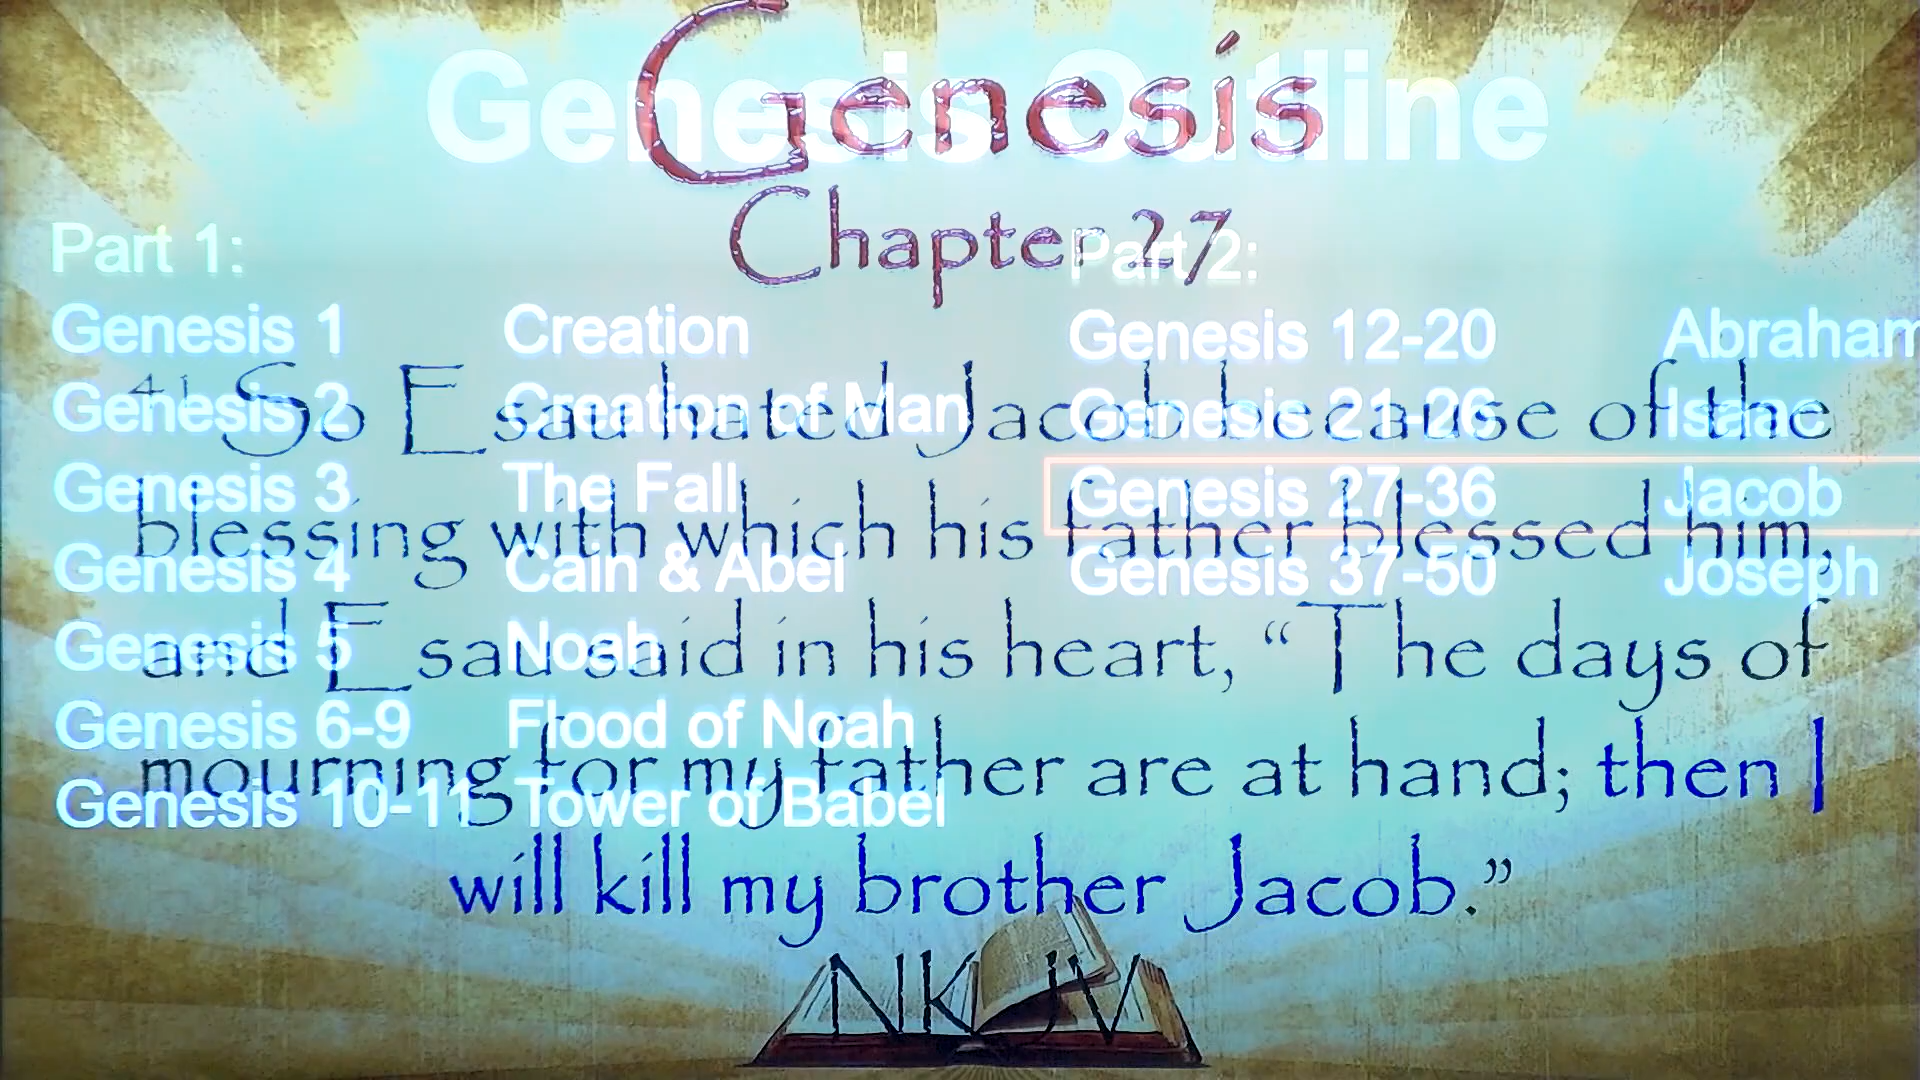 Genesis Outline
Part 1:
Genesis 1 Creation
Genesis 2 Creation of Man
Genesis 3 The Fall
Genesis 4 Cain & Abel
Genesis 5 Noah
Genesis 6-9 Flood of Noah
Genesis 10-11 Tower of Babel
Part 2:
Genesis 12-20 Abraham
Genesis 21-26 Isaac
Genesis 27-36 Jacob
Genesis 37-50 Joseph
Genesis
Chapter 27
41 So Esau hated Jacob because of the
blessing with which his father blessed him,
and Esau said in his heart, “The days of
mourning for my father are at hand; then I
will kill my brother Jacob.”
NKJV